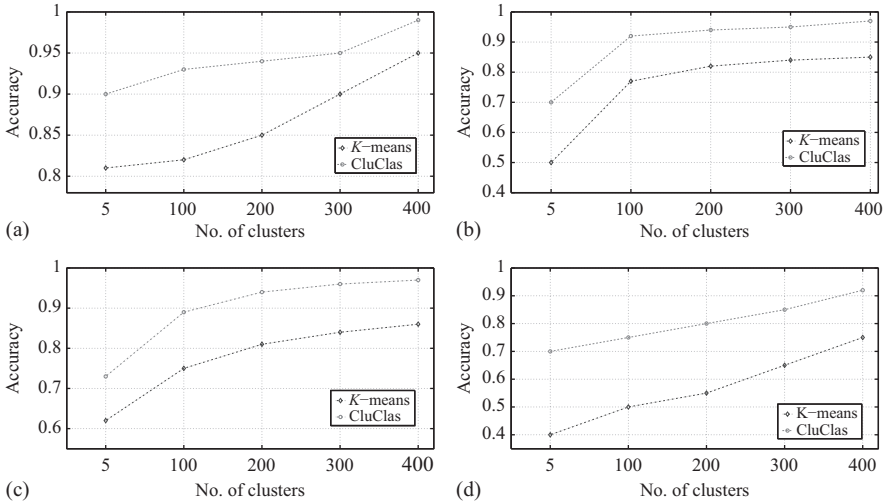 1
0.95
0.9
0.85
0.8
Accuracy
K−means
CluClas
5 100 200 300 400
No. of clusters
(a)
1
0.9
0.8
0.7
0.6
0.5
0.4
Accuracy
K−means
CluClas
5 100 200 300 400
No. of clusters
(b)
1
0.9
0.8
0.7
0.6
Accuracy
K−means
CluClas
5 100 200 300 400
No. of clusters
(c)
1
0.9
0.8
0.7
0.6
0.5
0.4
Accuracy
K−means
CluClas
5 100 200 300 400
No. of clusters
(d)